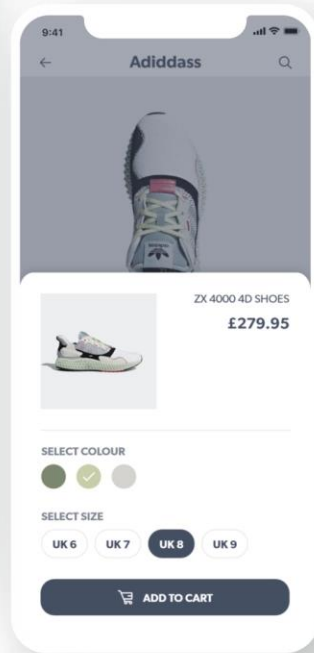 9:41
Adiddass
ZX 4000 4D SHOES
£279.95
SELECT COLOUR
SELECT SIZE
UK 6 UK 7 UK 8 UK 9
ADD TO CART